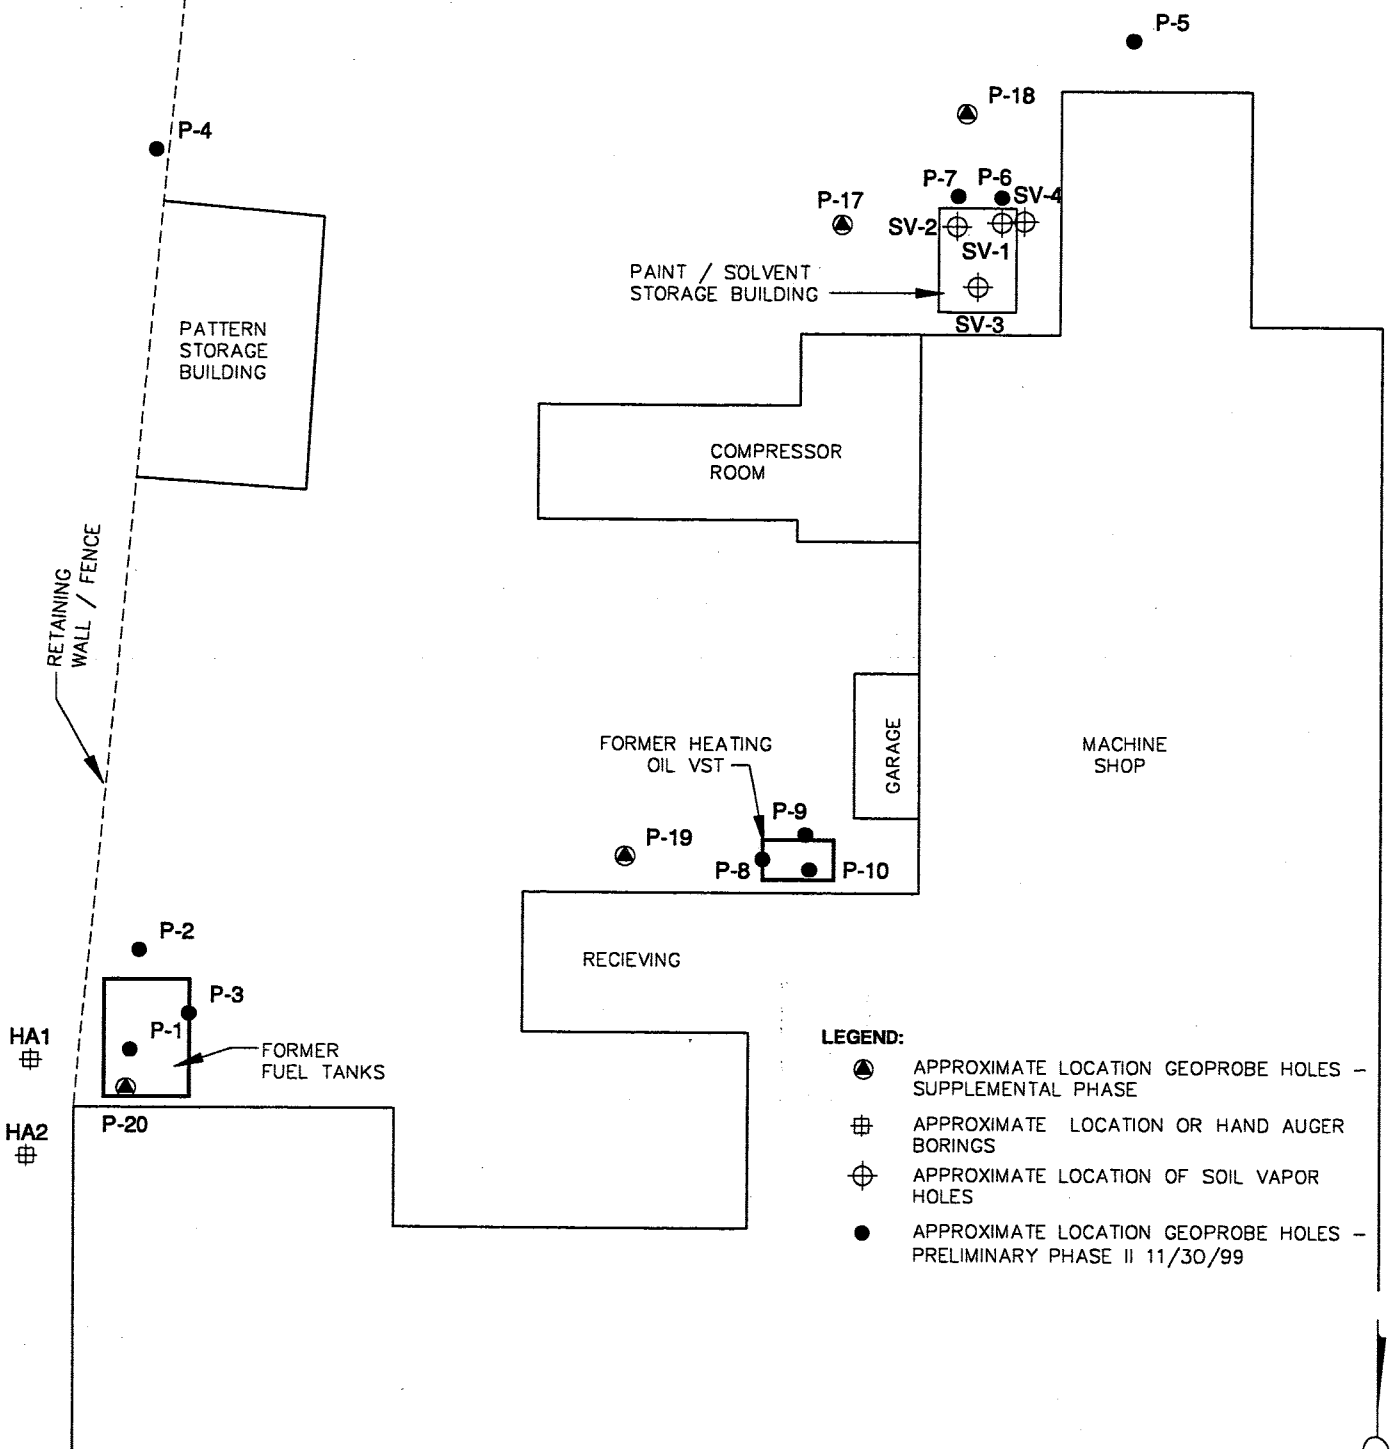 P-5
P-18
P-4
P-7
P-6
SV-4
P-17
SV-2
SV-1
PAINT / SOLVENT
STORAGE BUILDING
SV-3
PATTERN
STORAGE
BUILDING
COMPRESSOR
ROOM
RETAINING
WALL / FENCE
GARAGE
FORMER HEATING
OIL VST
MACHINE
SHOP
P-9
P-19
P-8
P-10
P-2
RECIEVING
P-3
P-1
HA1
FORMER
FUEL TANKS
P-20
HA2
LEGEND:
APPROXIMATE LOCATION GEOPROBE HOLES –
SUPPLEMENTAL PHASE
APPROXIMATE LOCATION OR HAND AUGER
BORINGS
APPROXIMATE LOCATION OF SOIL VAPOR
HOLES
APPROXIMATE LOCATION GEOPROBE HOLES –
PRELIMINARY PHASE II 11/30/99